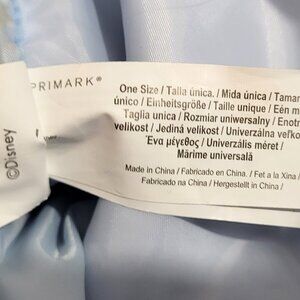 PRIMARK®
One Size / Talla única. / Mida única / Taman
único / Einheitsgröße / Taille unique / Eén m
Taglia unica / Rozmiar uniwersalny / Enotn
velikost / Jediná velikost / Univerzálna veľko
Ένα μέγεθος / Univerzális méret /
Mărime universală
Made in China / Fabricado en China. / Fet a la Xina /
Fabricado na China / Hergestellt in China /
©Disney